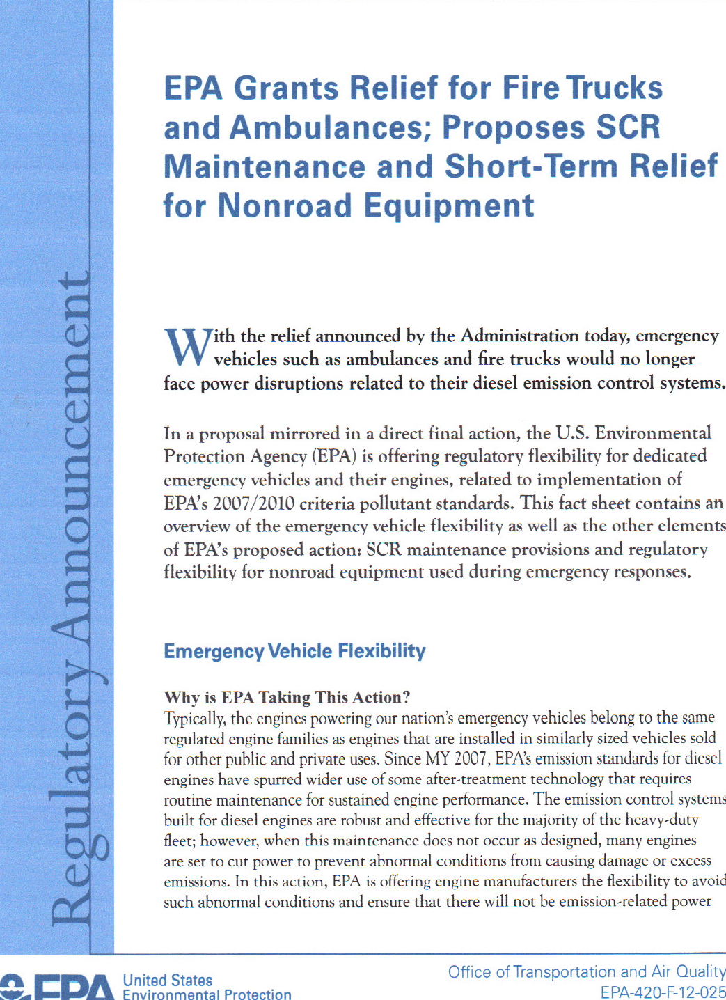 EPA Grants Relief for Fire Trucks
and Ambulances; Proposes SCR
Maintenance and Short-Term Relief
for Nonroad Equipment
Regulatory Announcement
With the relief announced by the Administration today, emergency
vehicles such as ambulances and fire trucks would no longer
face power disruptions related to their diesel emission control systems.
In a proposal mirrored in a direct final action, the U.S. Environmental
Protection Agency (EPA) is offering regulatory flexibility for dedicated
emergency vehicles and their engines, related to implementation of
EPA's 2007/2010 criteria pollutant standards. This fact sheet contains an
overview of the emergency vehicle flexibility as well as the other elements
of EPA's proposed action: SCR maintenance provisions and regulatory
flexibility for nonroad equipment used during emergency responses.
Emergency Vehicle Flexibility
Why is EPA Taking This Action?
Typically, the engines powering our nation's emergency vehicles belong to the same
regulated engine families as engines that are installed in similarly sized vehicles sold
for other public and private uses. Since MY 2007, EPA's emission standards for diesel
engines have spurred wider use of some after-treatment technology that requires
routine maintenance for sustained engine performance. The emission control systems
built for diesel engines are robust and effective for the majority of the heavy-duty
fleet; however, when this maintenance does not occur as designed, many engines
are set to cut power to prevent abnormal conditions from causing damage or excess
emissions. In this action, EPA is offering engine manufacturers the flexibility to avoid
such abnormal conditions and ensure that there will not be emission-related power
EPA
United States
Environmental Protection
Office of Transportation and Air Quality
EPA-420-F-12-025